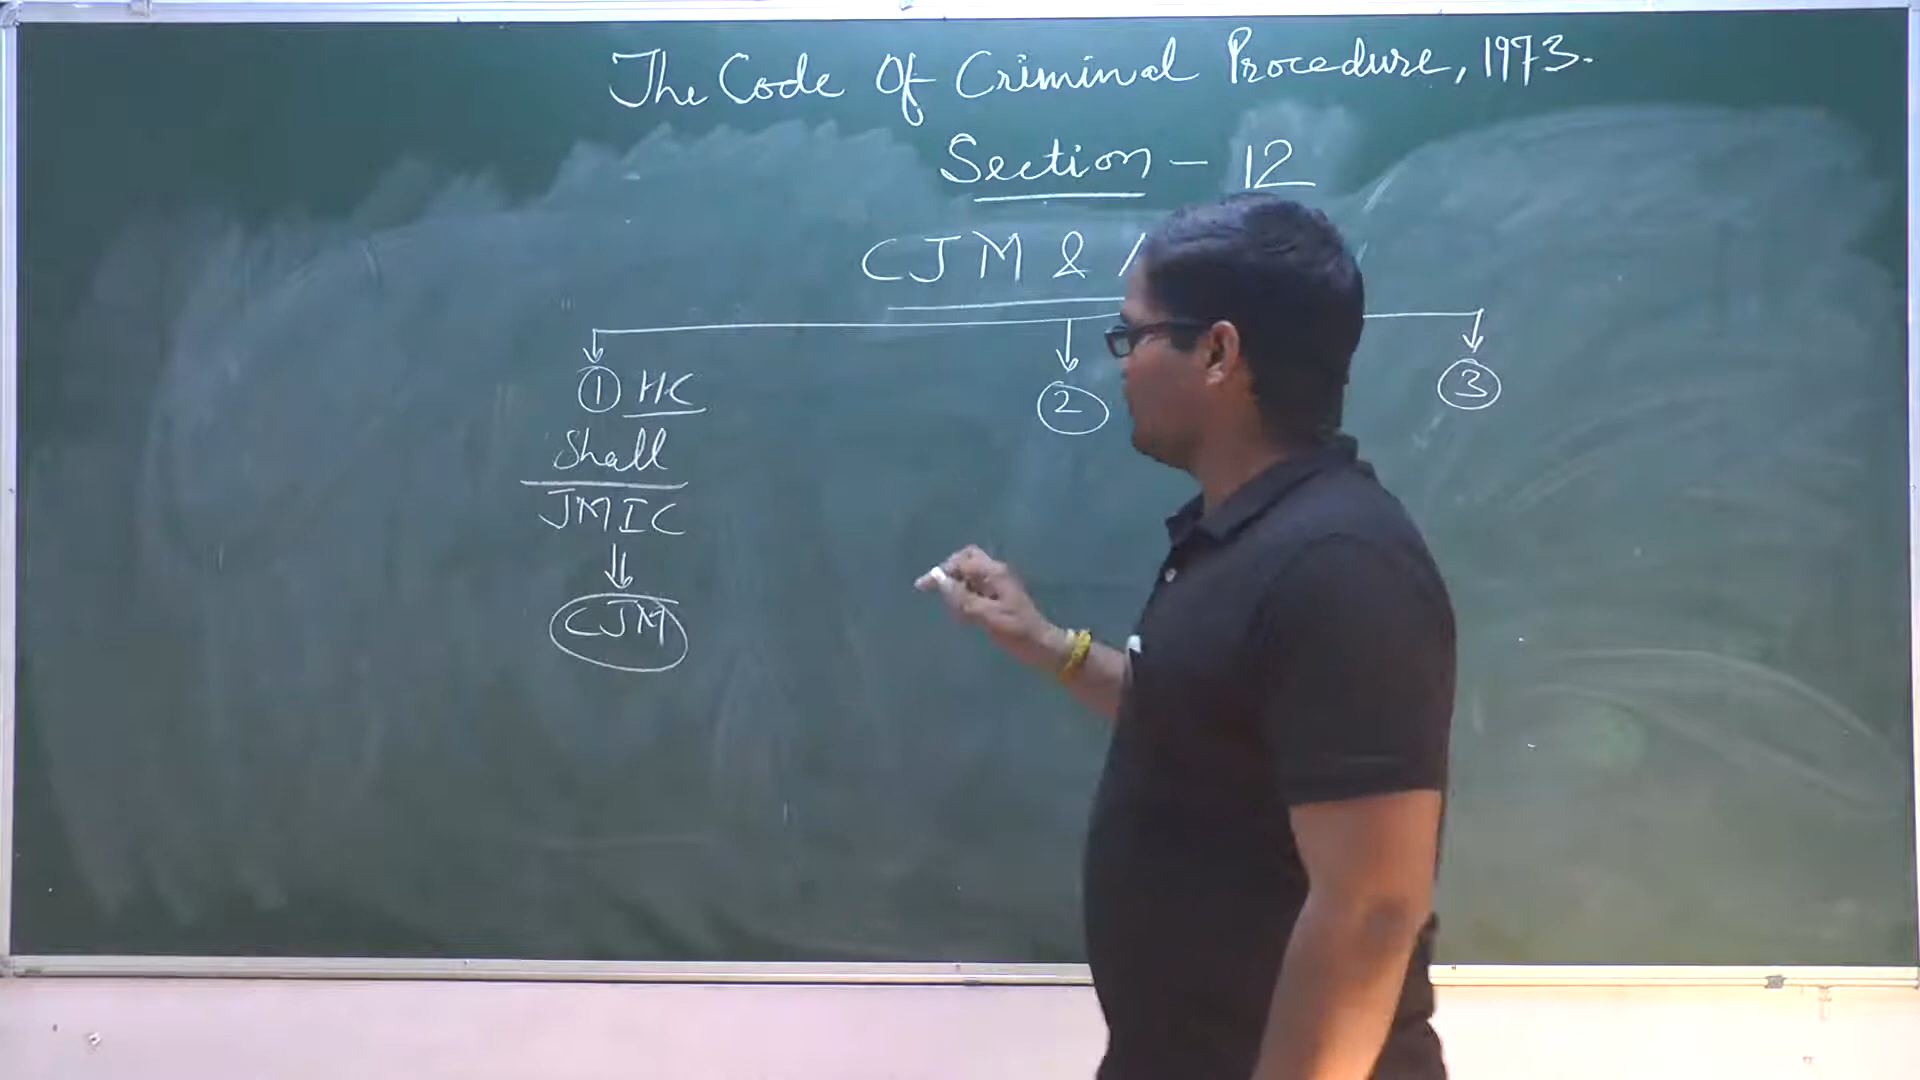 The Code Of Criminal Procedure, 1973.
Section - 12
CJM &
1 HC
Shall
JMIC
CJM
2
3